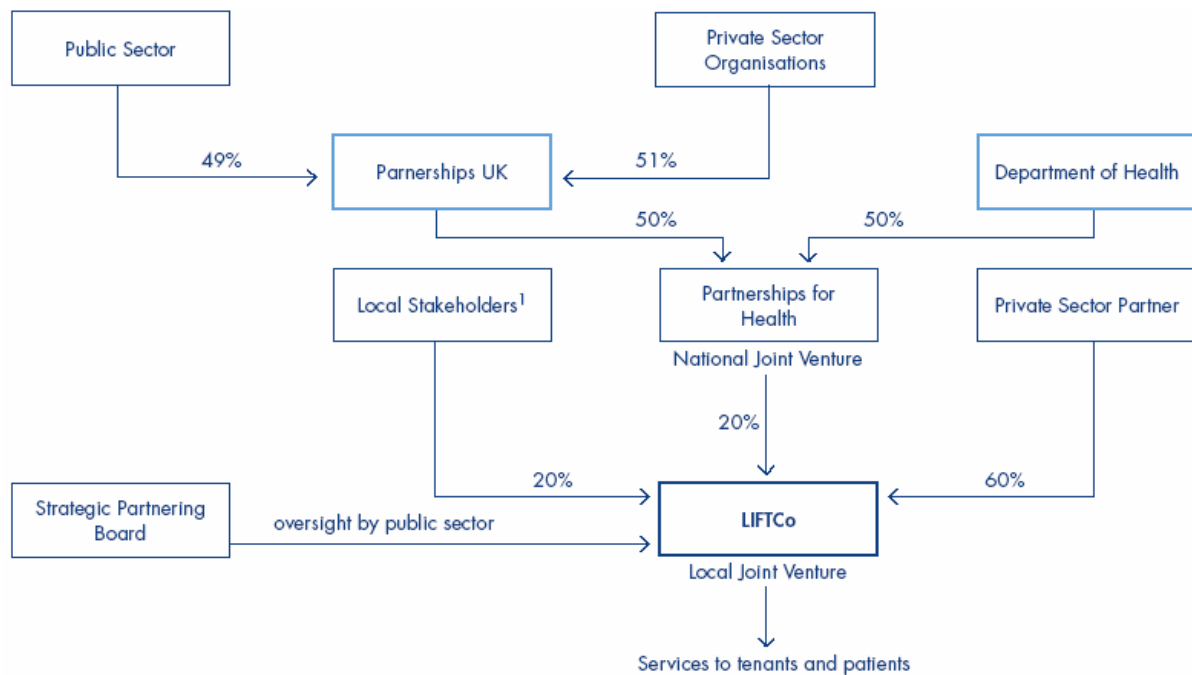 Public Sector
Private Sector
Organisations
49%
Parnerships UK
51%
Department of Health
50%
50%
Local Stakeholders1
Partnerships for
Health
Private Sector Partner
National Joint Venture
20%
20%
60%
Strategic Partnering
Board
oversight by public sector
LIFTCo
Local Joint Venture
Services to tenants and patients